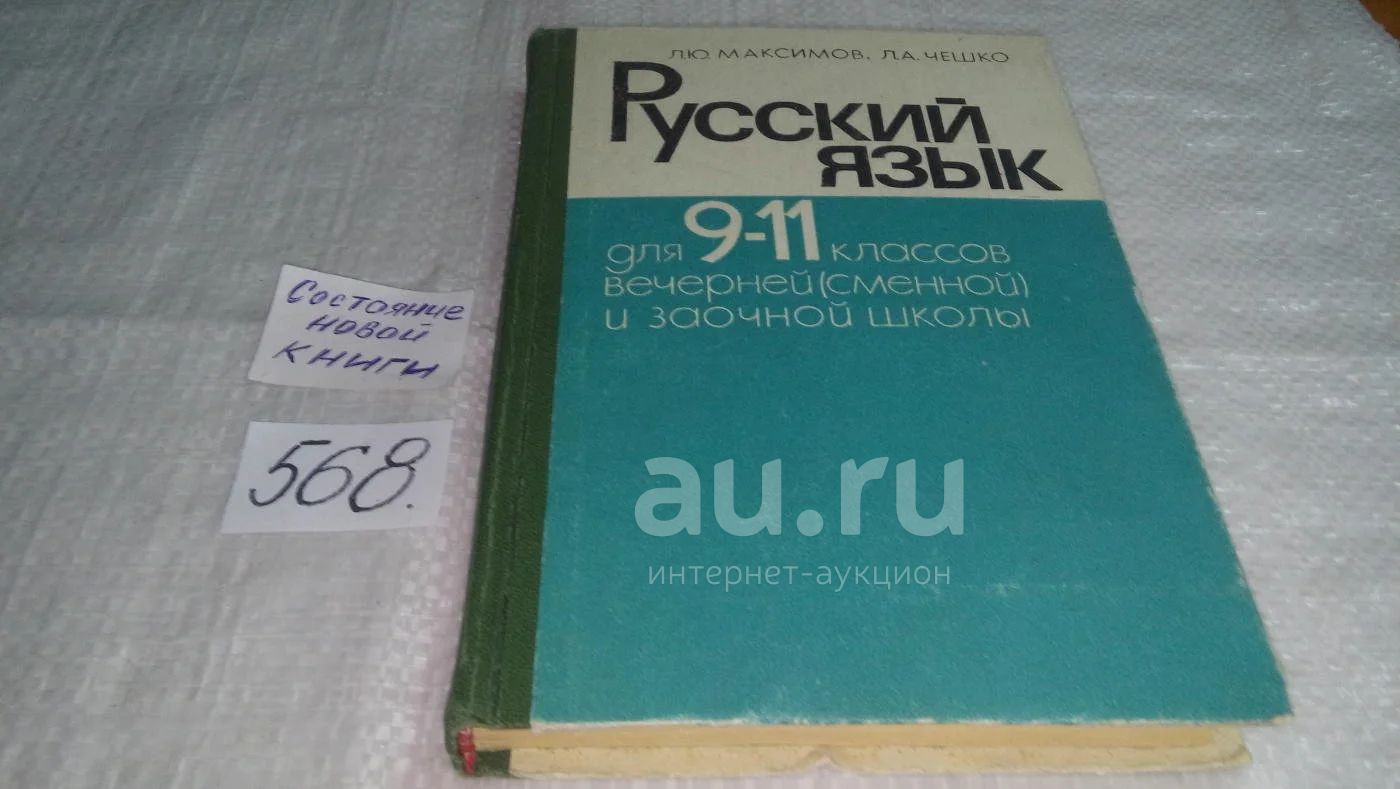 Л.Ю. МАКСИМОВ, Л.А. ЧЕШКО
Русский
язык
для 9-11 классов
вечерней (сменной)
и заочной школы
Состояние
новой
книги
568.
au.ru
интернет-аукцион